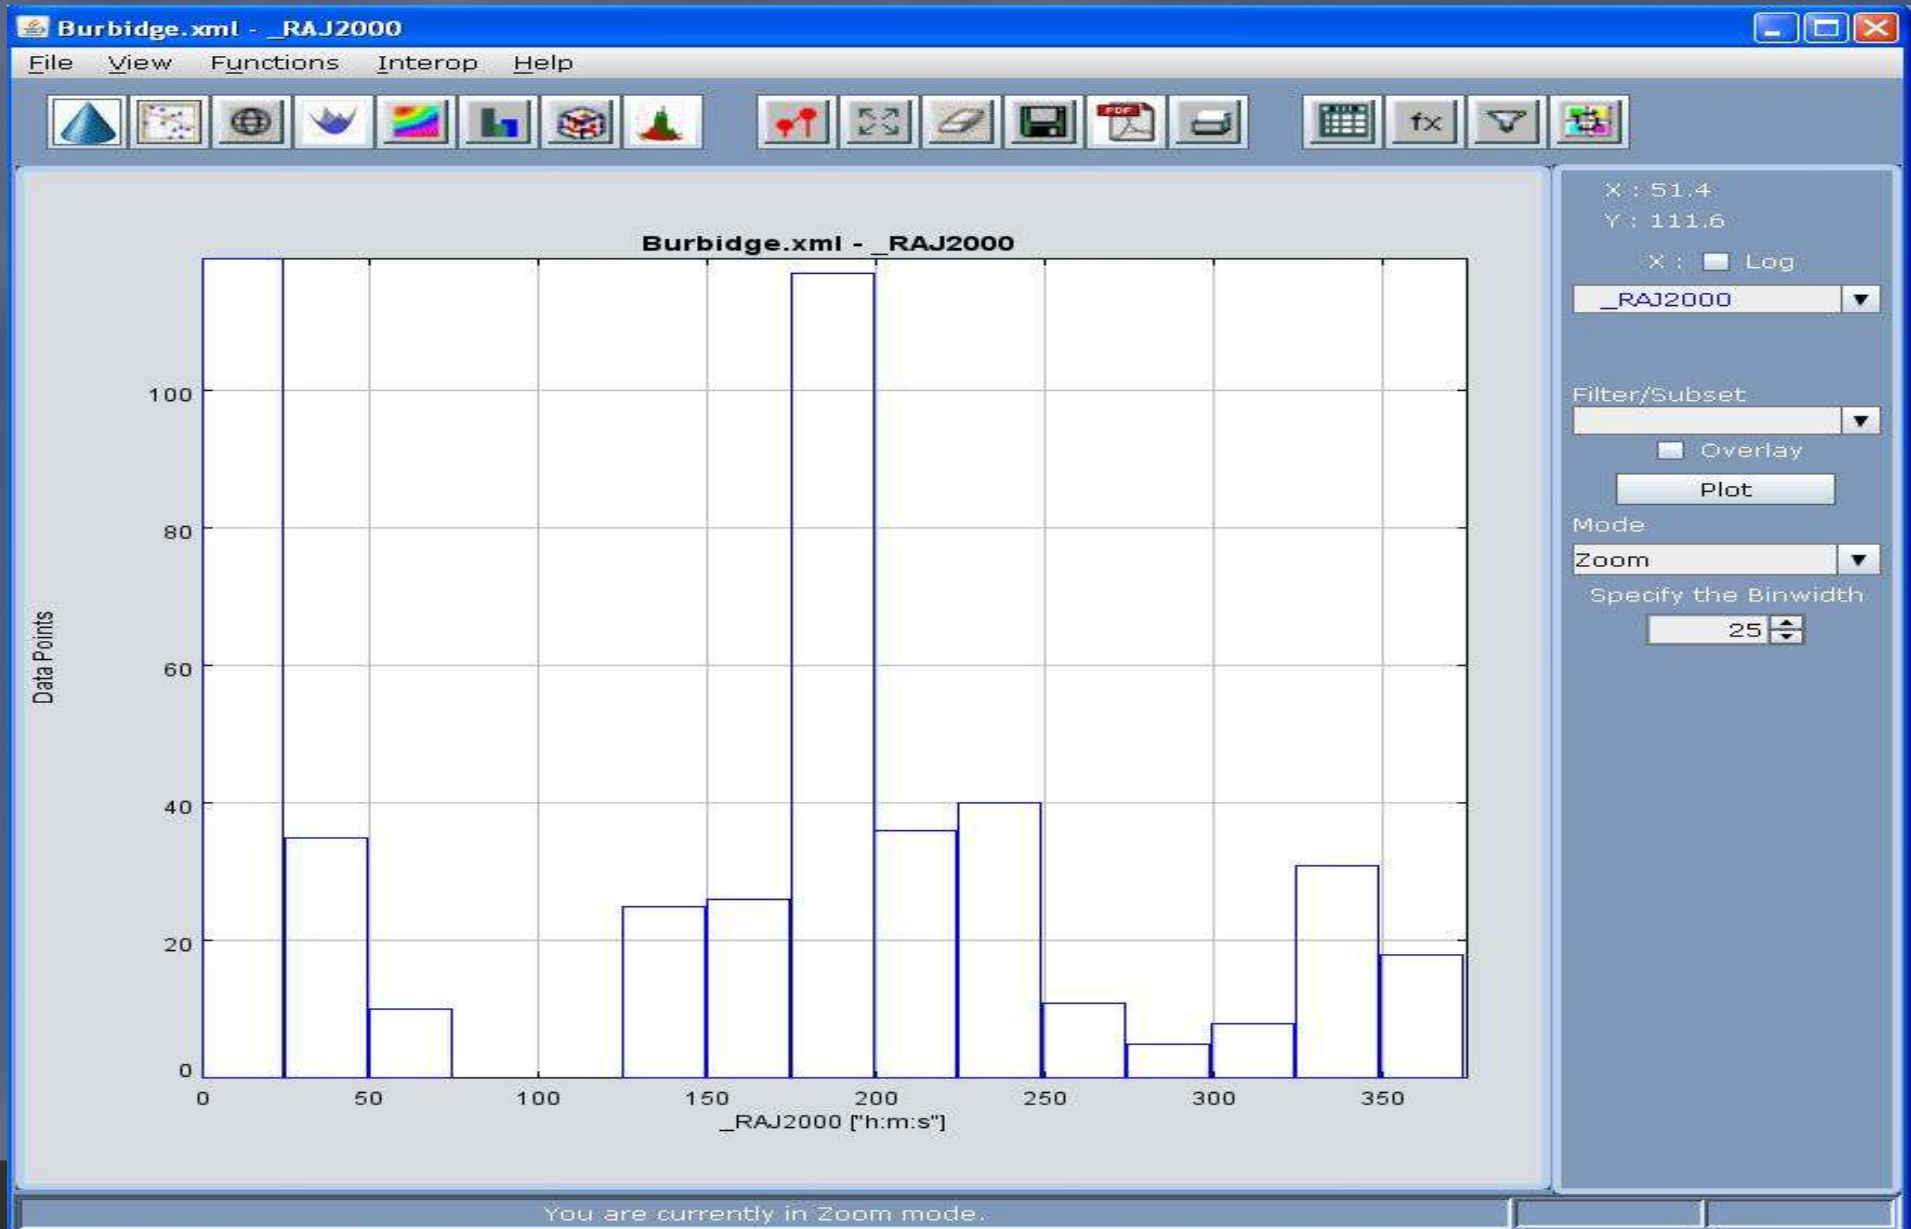 Burbidge.xml - _RAJ2000
File View Functions Interop Help
PDF
fx
X : 51.4
Y : 111.6
X : Log
_RAJ2000
Filter/Subset
Overlay
Plot
Mode
Zoom
Specify the Binwidth
25
Burbidge.xml - _RAJ2000
100
80
60
40
20
0
Data Points
0 50 100 150 200 250 300 350
_RAJ2000 ["h:m:s"]
You are currently in Zoom mode.